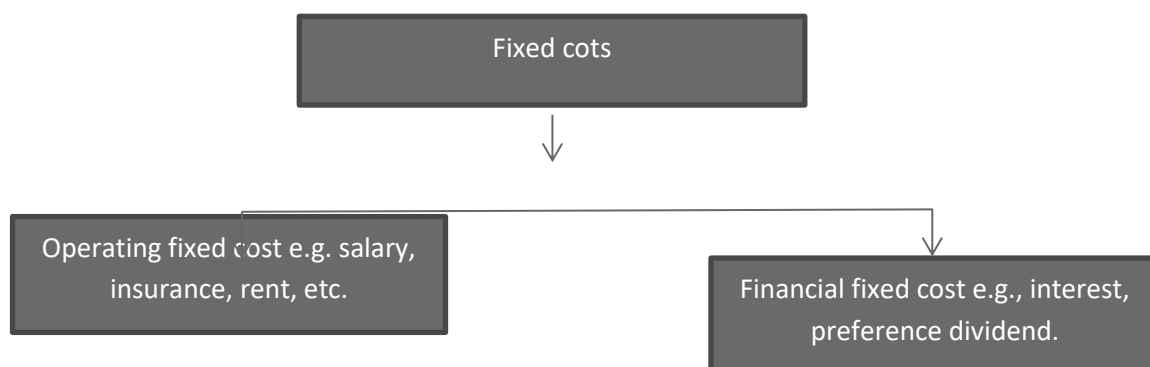 Fixed cots
Operating fixed cost e.g. salary,
insurance, rent, etc.
Financial fixed cost e.g., interest,
preference dividend.